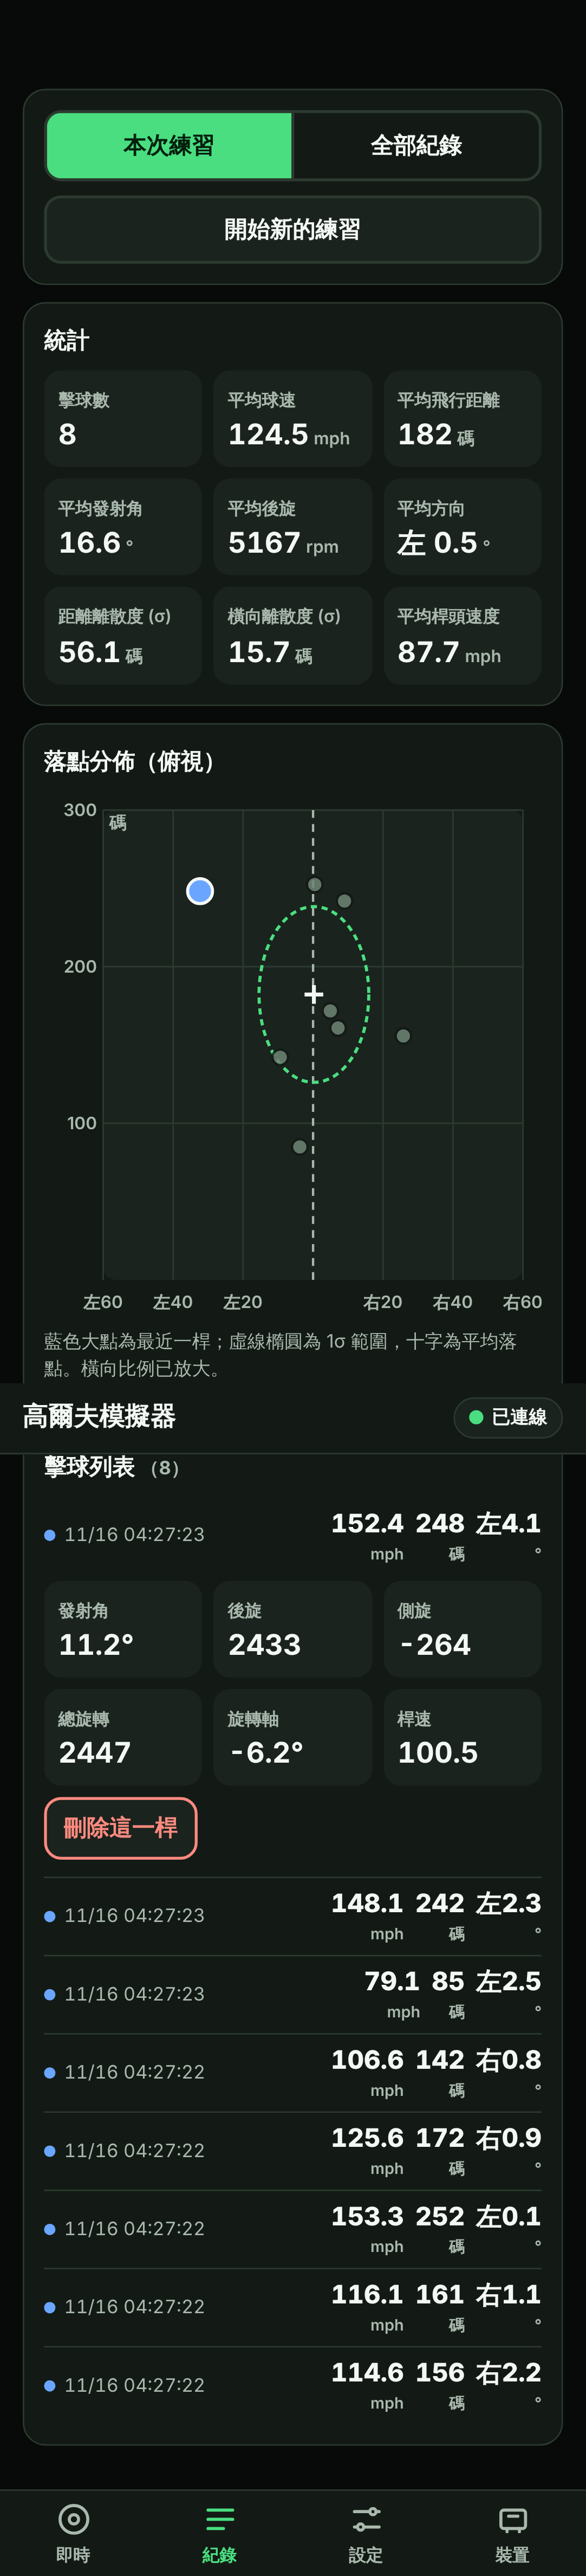 本次練習 全部紀錄
開始新的練習
統計
擊球數 平均球速 平均飛行距離
8 124.5 mph 182 碼
平均發射角 平均後旋 平均方向
16.6° 5167 rpm 左 0.5°
距離離散度 (σ) 橫向離散度 (σ) 平均桿頭速度
56.1 碼 15.7 碼 87.7 mph
落點分佈（俯視）
300 碼
200
100
左60 左40 左20 右20 右40 右60
藍色大點為最近一桿；虛線橢圓為 1σ 範圍，十字為平均落
點。橫向比例已放大。
高爾夫模擬器 已連線
擊球列表 （8）
11/16 04:27:23 152.4 248 左4.1
mph 碼 °
發射角 後旋 側旋
11.2° 2433 -264
總旋轉 旋轉軸 桿速
2447 -6.2° 100.5
刪除這一桿
11/16 04:27:23 148.1 242 左2.3
mph 碼 °
11/16 04:27:23 79.1 85 左2.5
mph 碼 °
11/16 04:27:22 106.6 142 右0.8
mph 碼 °
11/16 04:27:22 125.6 172 右0.9
mph 碼 °
11/16 04:27:22 153.3 252 左0.1
mph 碼 °
11/16 04:27:22 116.1 161 右1.1
mph 碼 °
11/16 04:27:22 114.6 156 右2.2
mph 碼 °
即時 紀錄 設定 裝置